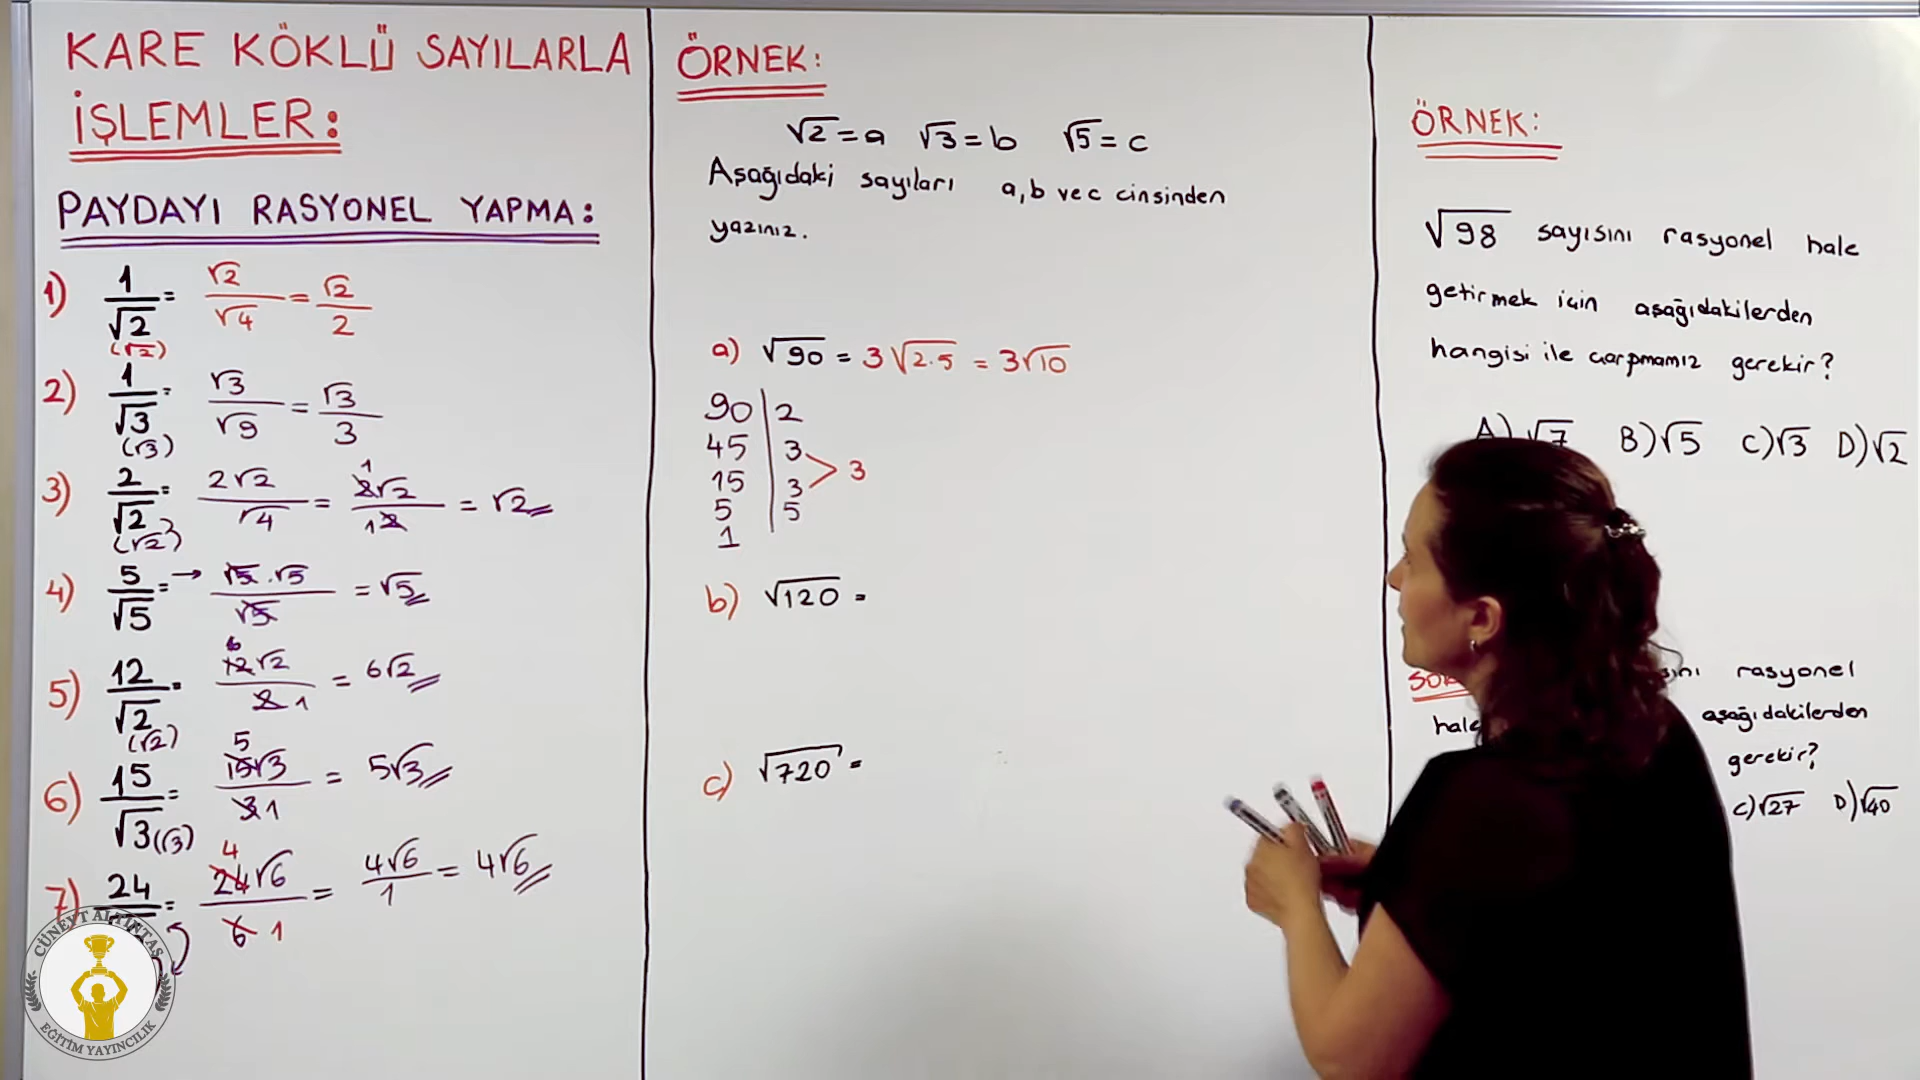 KARE KÖKLÜ SAYILARLA
İŞLEMLER:
PAYDAYI RASYONEL YAPMA:
1) 1/√2 = √2/√4 = √2/2
(√2)
2) 1/√3 = √3/√9 = √3/3
(√3)
3) 2/√2 = 2√2/√4 = 2√2/2 = √2
(√2)
4) 5/√5 = → √5.√5/√5 = √5
5) 12/√2 = 12√2/2 = 6√2
(√2)
6) 15/√3 = 15√3/3 = 5√3
(√3)
7) 24/ = 24√6/6 = 4√6/1 = 4√6
CÜNEYT ALTINTAŞ
EĞİTİM YAYINCILIK
ÖRNEK:
√2 = a √3 = b √5 = c
Aşağıdaki sayıları a, b ve c cinsinden
yazınız.
a) √90 = 3√2.5 = 3√10
90 | 2
45 | 3
15 | 3 > 3
5 | 5
1
b) √120 =
c) √720 =
ÖRNEK:
√98 sayısını rasyonel hale
getirmek için aşağıdakilerden
hangisi ile çarpmamız gerekir?
A) √7 B) √5 C) √3 D) √2
rasyonel
hale aşağıdakilerden
gerekir?
C) √27 D) √40